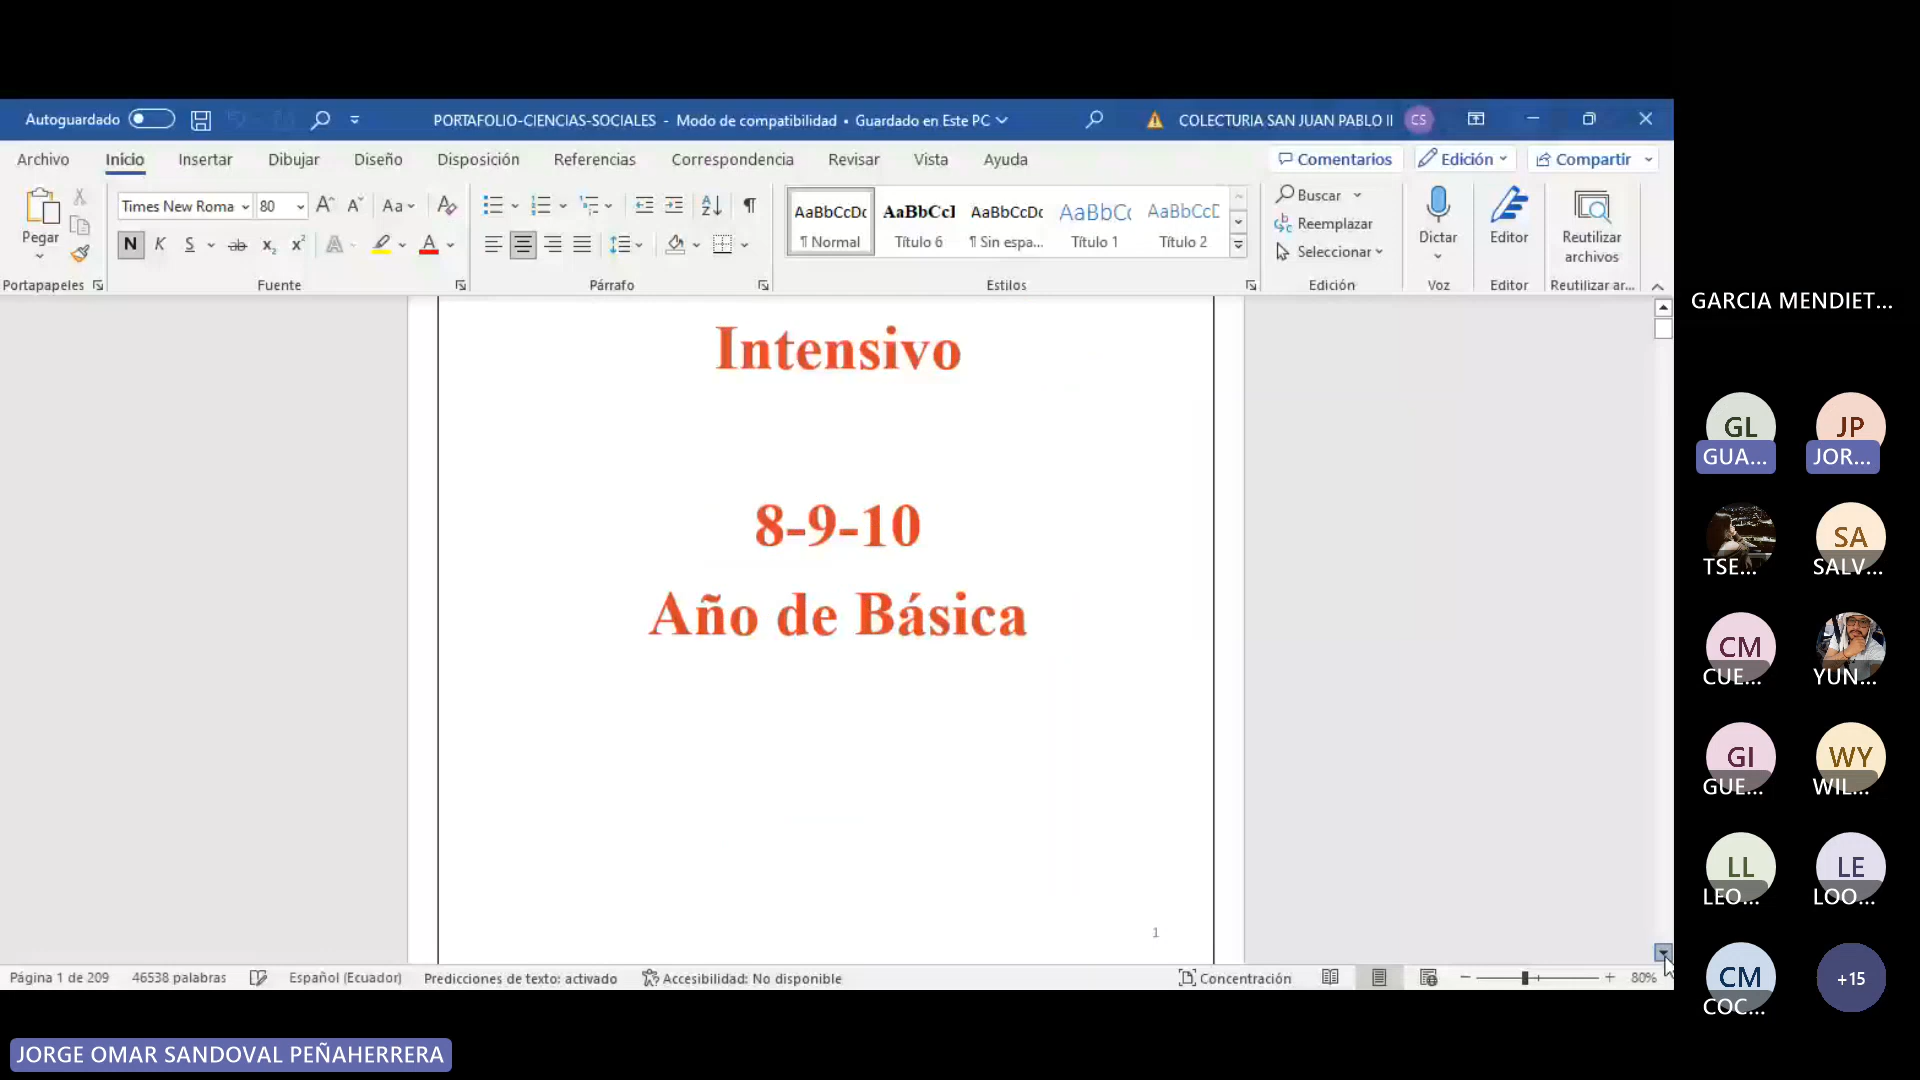 Autoguardado
PORTAFOLIO-CIENCIAS-SOCIALES - Modo de compatibilidad • Guardado en Este PC
COLECTURIA SAN JUAN PABLO II CS
Archivo Inicio Insertar Dibujar Diseño Disposición Referencias Correspondencia Revisar Vista Ayuda
Comentarios Edición Compartir
Pegar
Times New Roma 80
N K S ab x₂ x²
AaBbCcDc AaBbCcI AaBbCcDc AaBbCc AaBbCcE
¶ Normal Título 6 ¶ Sin espa... Título 1 Título 2
Buscar
Reemplazar
Seleccionar
Dictar
Editor
Reutilizar
archivos
Portapapeles Fuente Párrafo Estilos Edición Voz Editor Reutilizar ar...
Intensivo
8-9-10
Año de Básica
1
Página 1 de 209 46538 palabras Español (Ecuador) Predicciones de texto: activado Accesibilidad: No disponible
Concentración 80%
GARCIA MENDIET...
GL JP
GUA... JOR...
TSE... SA
SALV...
CM
CUE... YUN...
GI WY
GUE... WIL...
LL LE
LEO... LOO...
CM +15
COC...
JORGE OMAR SANDOVAL PEÑAHERRERA